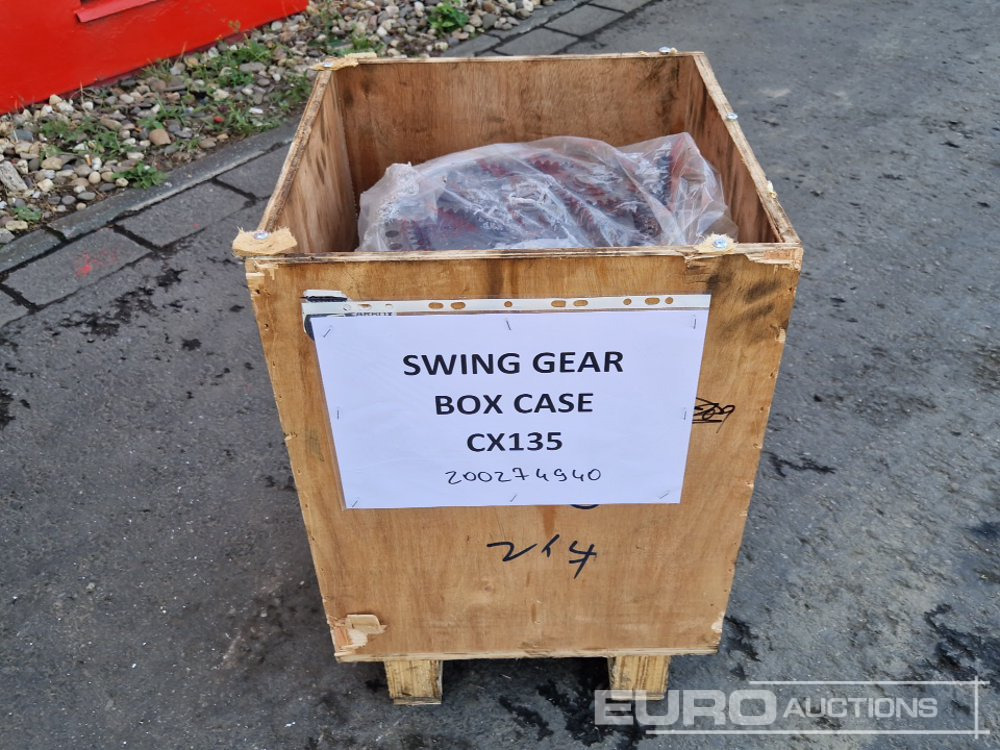 SWING GEAR
BOX CASE
CX135
200274940
214
EURO AUCTIONS